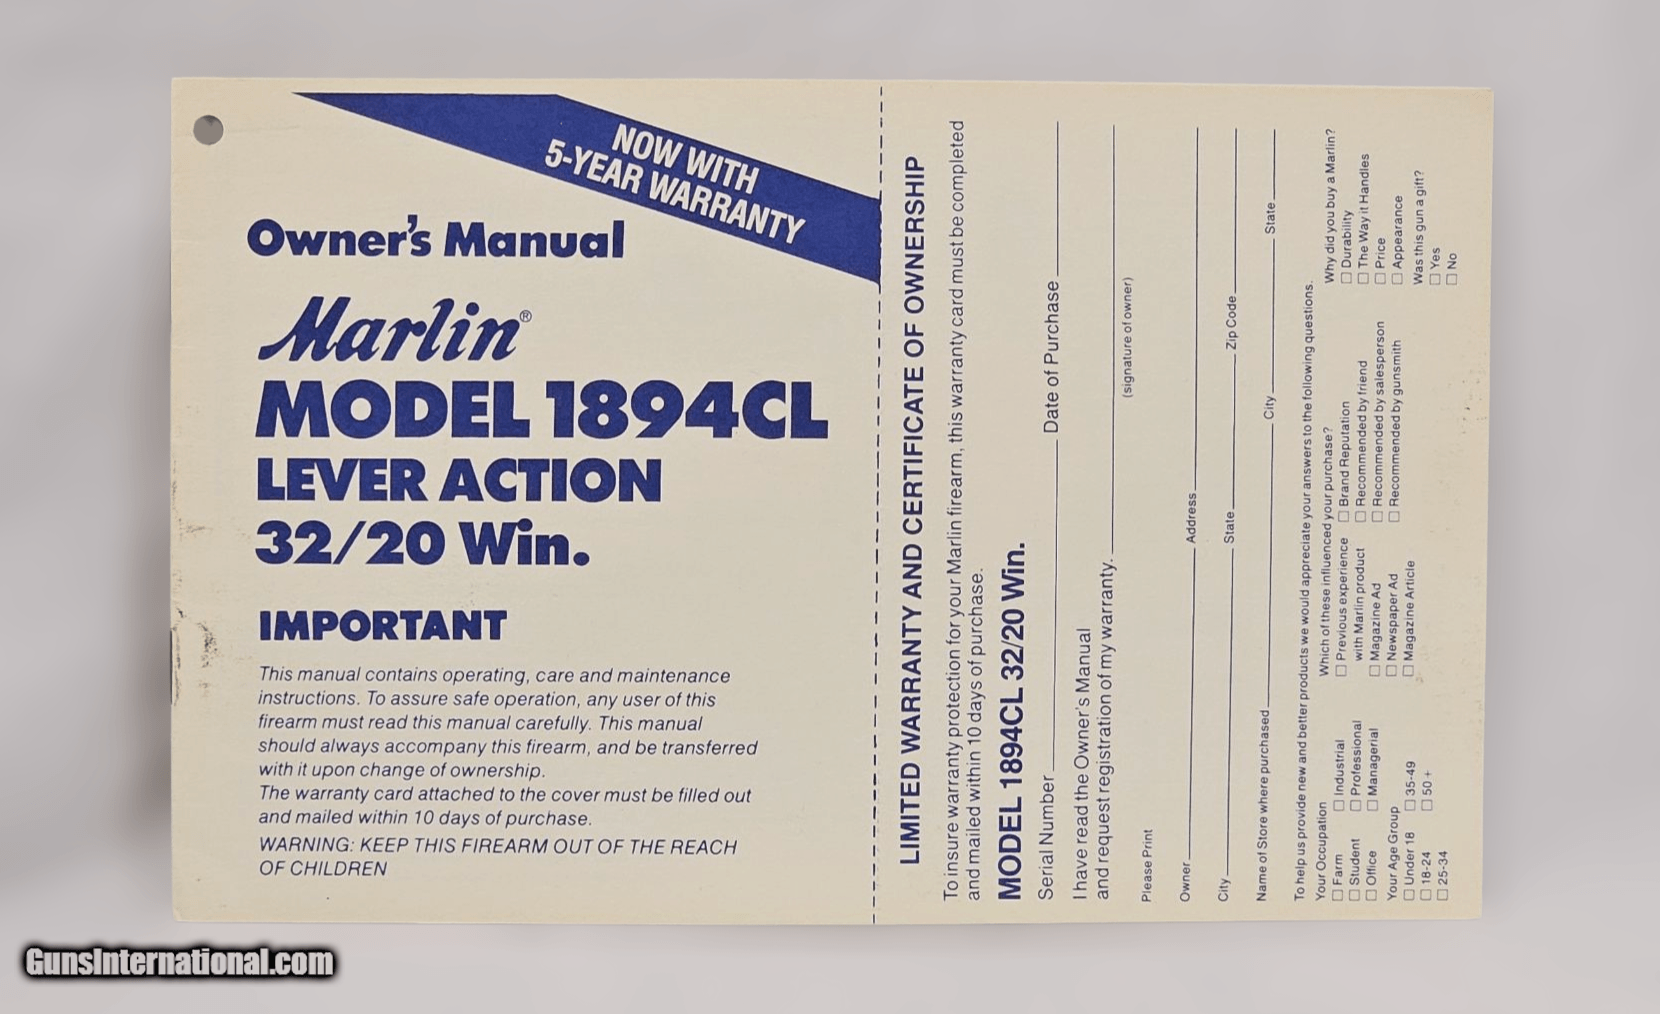 NOW WITH
5-YEAR WARRANTY
Owner's Manual
Marlin®
MODEL 1894CL
LEVER ACTION
32/20 Win.
IMPORTANT
This manual contains operating, care and maintenance
instructions. To assure safe operation, any user of this
firearm must read this manual carefully. This manual
should always accompany this firearm, and be transferred
with it upon change of ownership.
The warranty card attached to the cover must be filled out
and mailed within 10 days of purchase.
WARNING: KEEP THIS FIREARM OUT OF THE REACH
OF CHILDREN
LIMITED WARRANTY AND CERTIFICATE OF OWNERSHIP
To insure warranty protection for your Marlin firearm, this warranty card must be completed
and mailed within 10 days of purchase.
MODEL 1894CL 32/20 Win.
Serial Number Date of Purchase
I have read the Owner's Manual
and request registration of my warranty.
(signature of owner)
Please Print
Owner Address
City State Zip Code
Name of Store where purchased City State
To help us provide new and better products we would appreciate your answers to the following questions.
Your Occupation
☐ Farm ☐ Industrial
☐ Student ☐ Professional
☐ Office ☐ Managerial
Your Age Group
☐ Under 18 ☐ 35-49
☐ 18-24 ☐ 50 +
☐ 25-34
Which of these influenced your purchase?
☐ Previous experience ☐ Brand Reputation
with Marlin product ☐ Recommended by friend
☐ Magazine Ad ☐ Recommended by salesperson
☐ Newspaper Ad ☐ Recommended by gunsmith
☐ Magazine Article
Why did you buy a Marlin?
☐ Durability
☐ The Way it Handles
☐ Price
☐ Appearance
Was this gun a gift?
☐ Yes
☐ No
GunsInternational.com